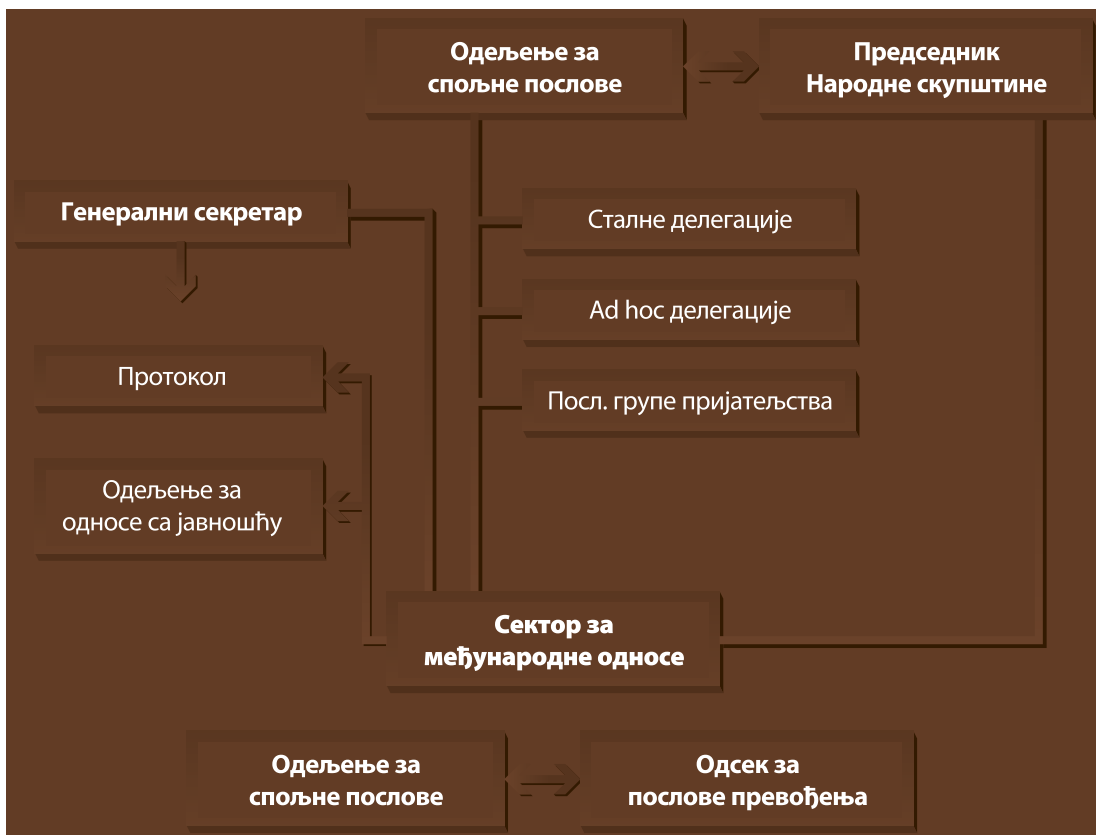 Одељење за
спољне послове
Председник
Народне скупштине
Генерални секретар
Сталне делегације
Ad hoc делегације
Протокол
Посл. групе пријатељства
Одељење за
односе са јавношћу
Сектор за
међународне односе
Одељење за
спољне послове
Одсек за
послове превођења